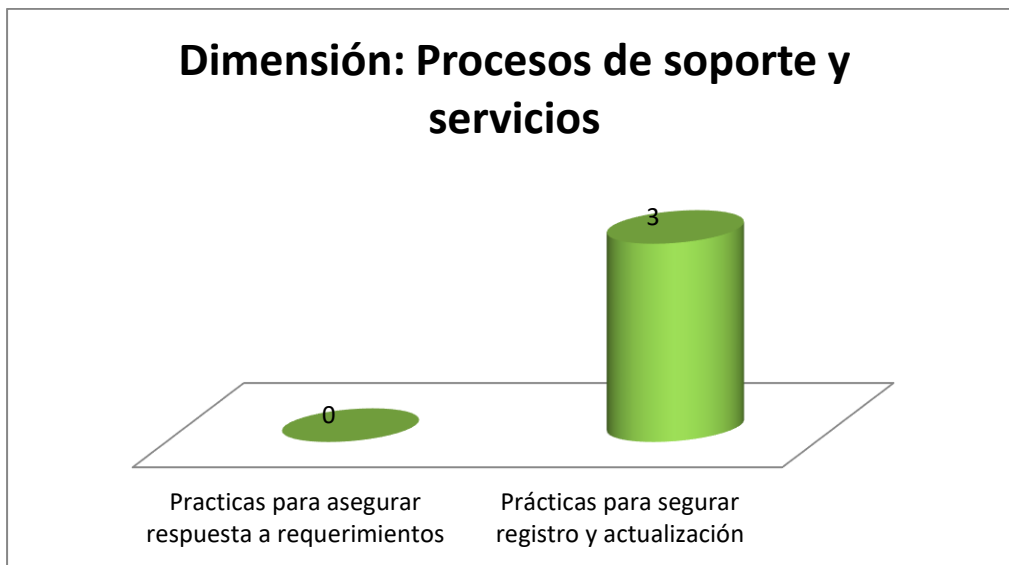 Dimensión: Procesos de soporte y
servicios
3
0
Practicas para asegurar
respuesta a requerimientos
Prácticas para segurar
registro y actualización